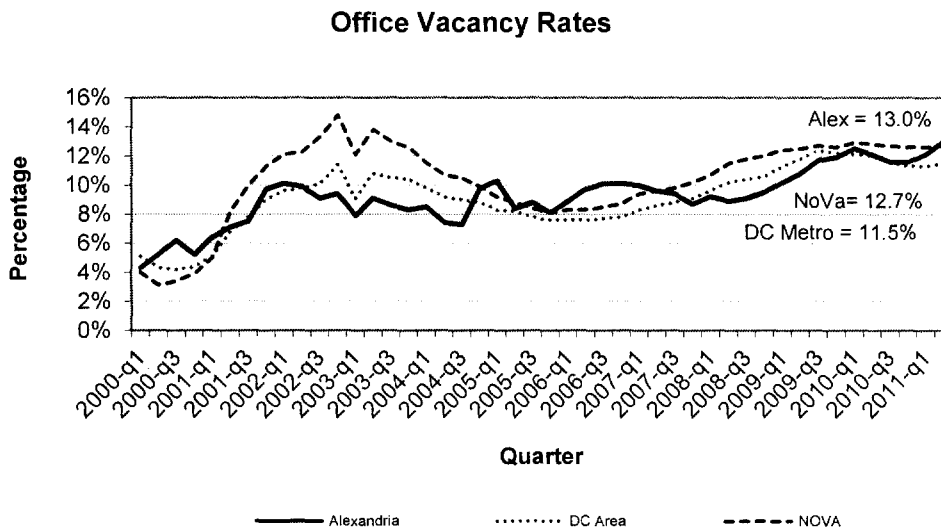 Office Vacancy Rates
Percentage
16%
14%
12%
10%
8%
6%
4%
2%
0%
Alex = 13.0%
NoVa= 12.7%
DC Metro = 11.5%
2000-q1
2000-q3
2001-q1
2001-q3
2002-q1
2002-q3
2003-q1
2003-q3
2004-q1
2004-q3
2005-q1
2005-q3
2006-q1
2006-q3
2007-q1
2007-q3
2008-q1
2008-q3
2009-q1
2009-q3
2010-q1
2010-q3
2011-q1
Quarter
Alexandria
DC Area
NOVA